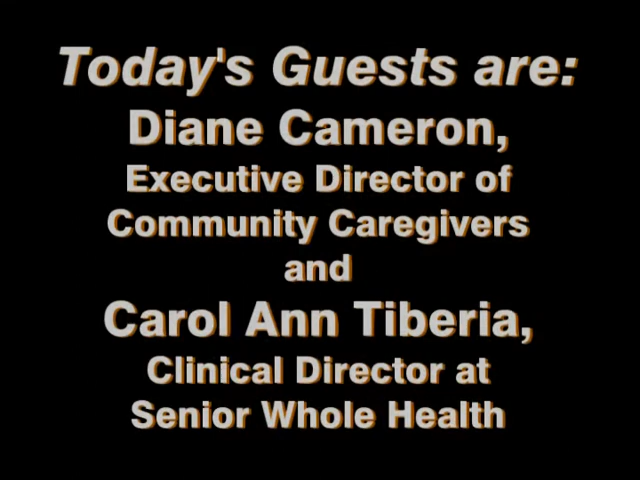 Today's Guests are:
Diane Cameron,
Executive Director of
Community Caregivers
and
Carol Ann Tiberia,
Clinical Director at
Senior Whole Health